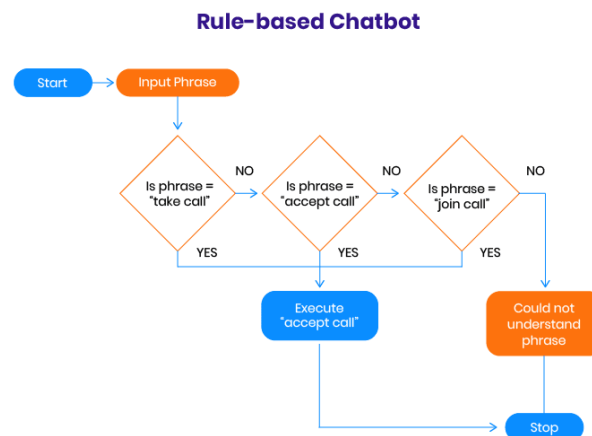 Rule-based Chatbot
Start
Input Phrase
Is phrase =
“take call”
NO
Is phrase =
“accept call”
NO
Is phrase =
“join call”
NO
YES
YES
YES
Execute
“accept call”
Could not
understand
phrase
Stop